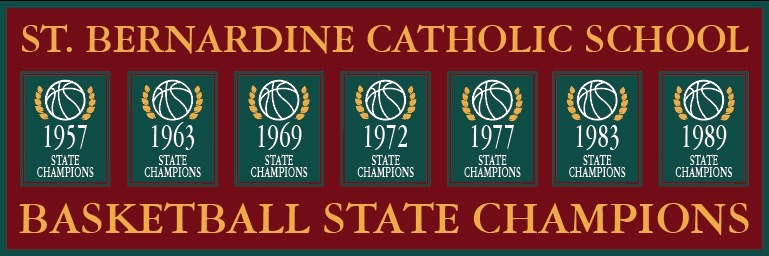 ST. BERNARDINE CATHOLIC SCHOOL
1957
STATE
CHAMPIONS
1963
STATE
CHAMPIONS
1969
STATE
CHAMPIONS
1972
STATE
CHAMPIONS
1977
STATE
CHAMPIONS
1983
STATE
CHAMPIONS
1989
STATE
CHAMPIONS
BASKETBALL STATE CHAMPIONS